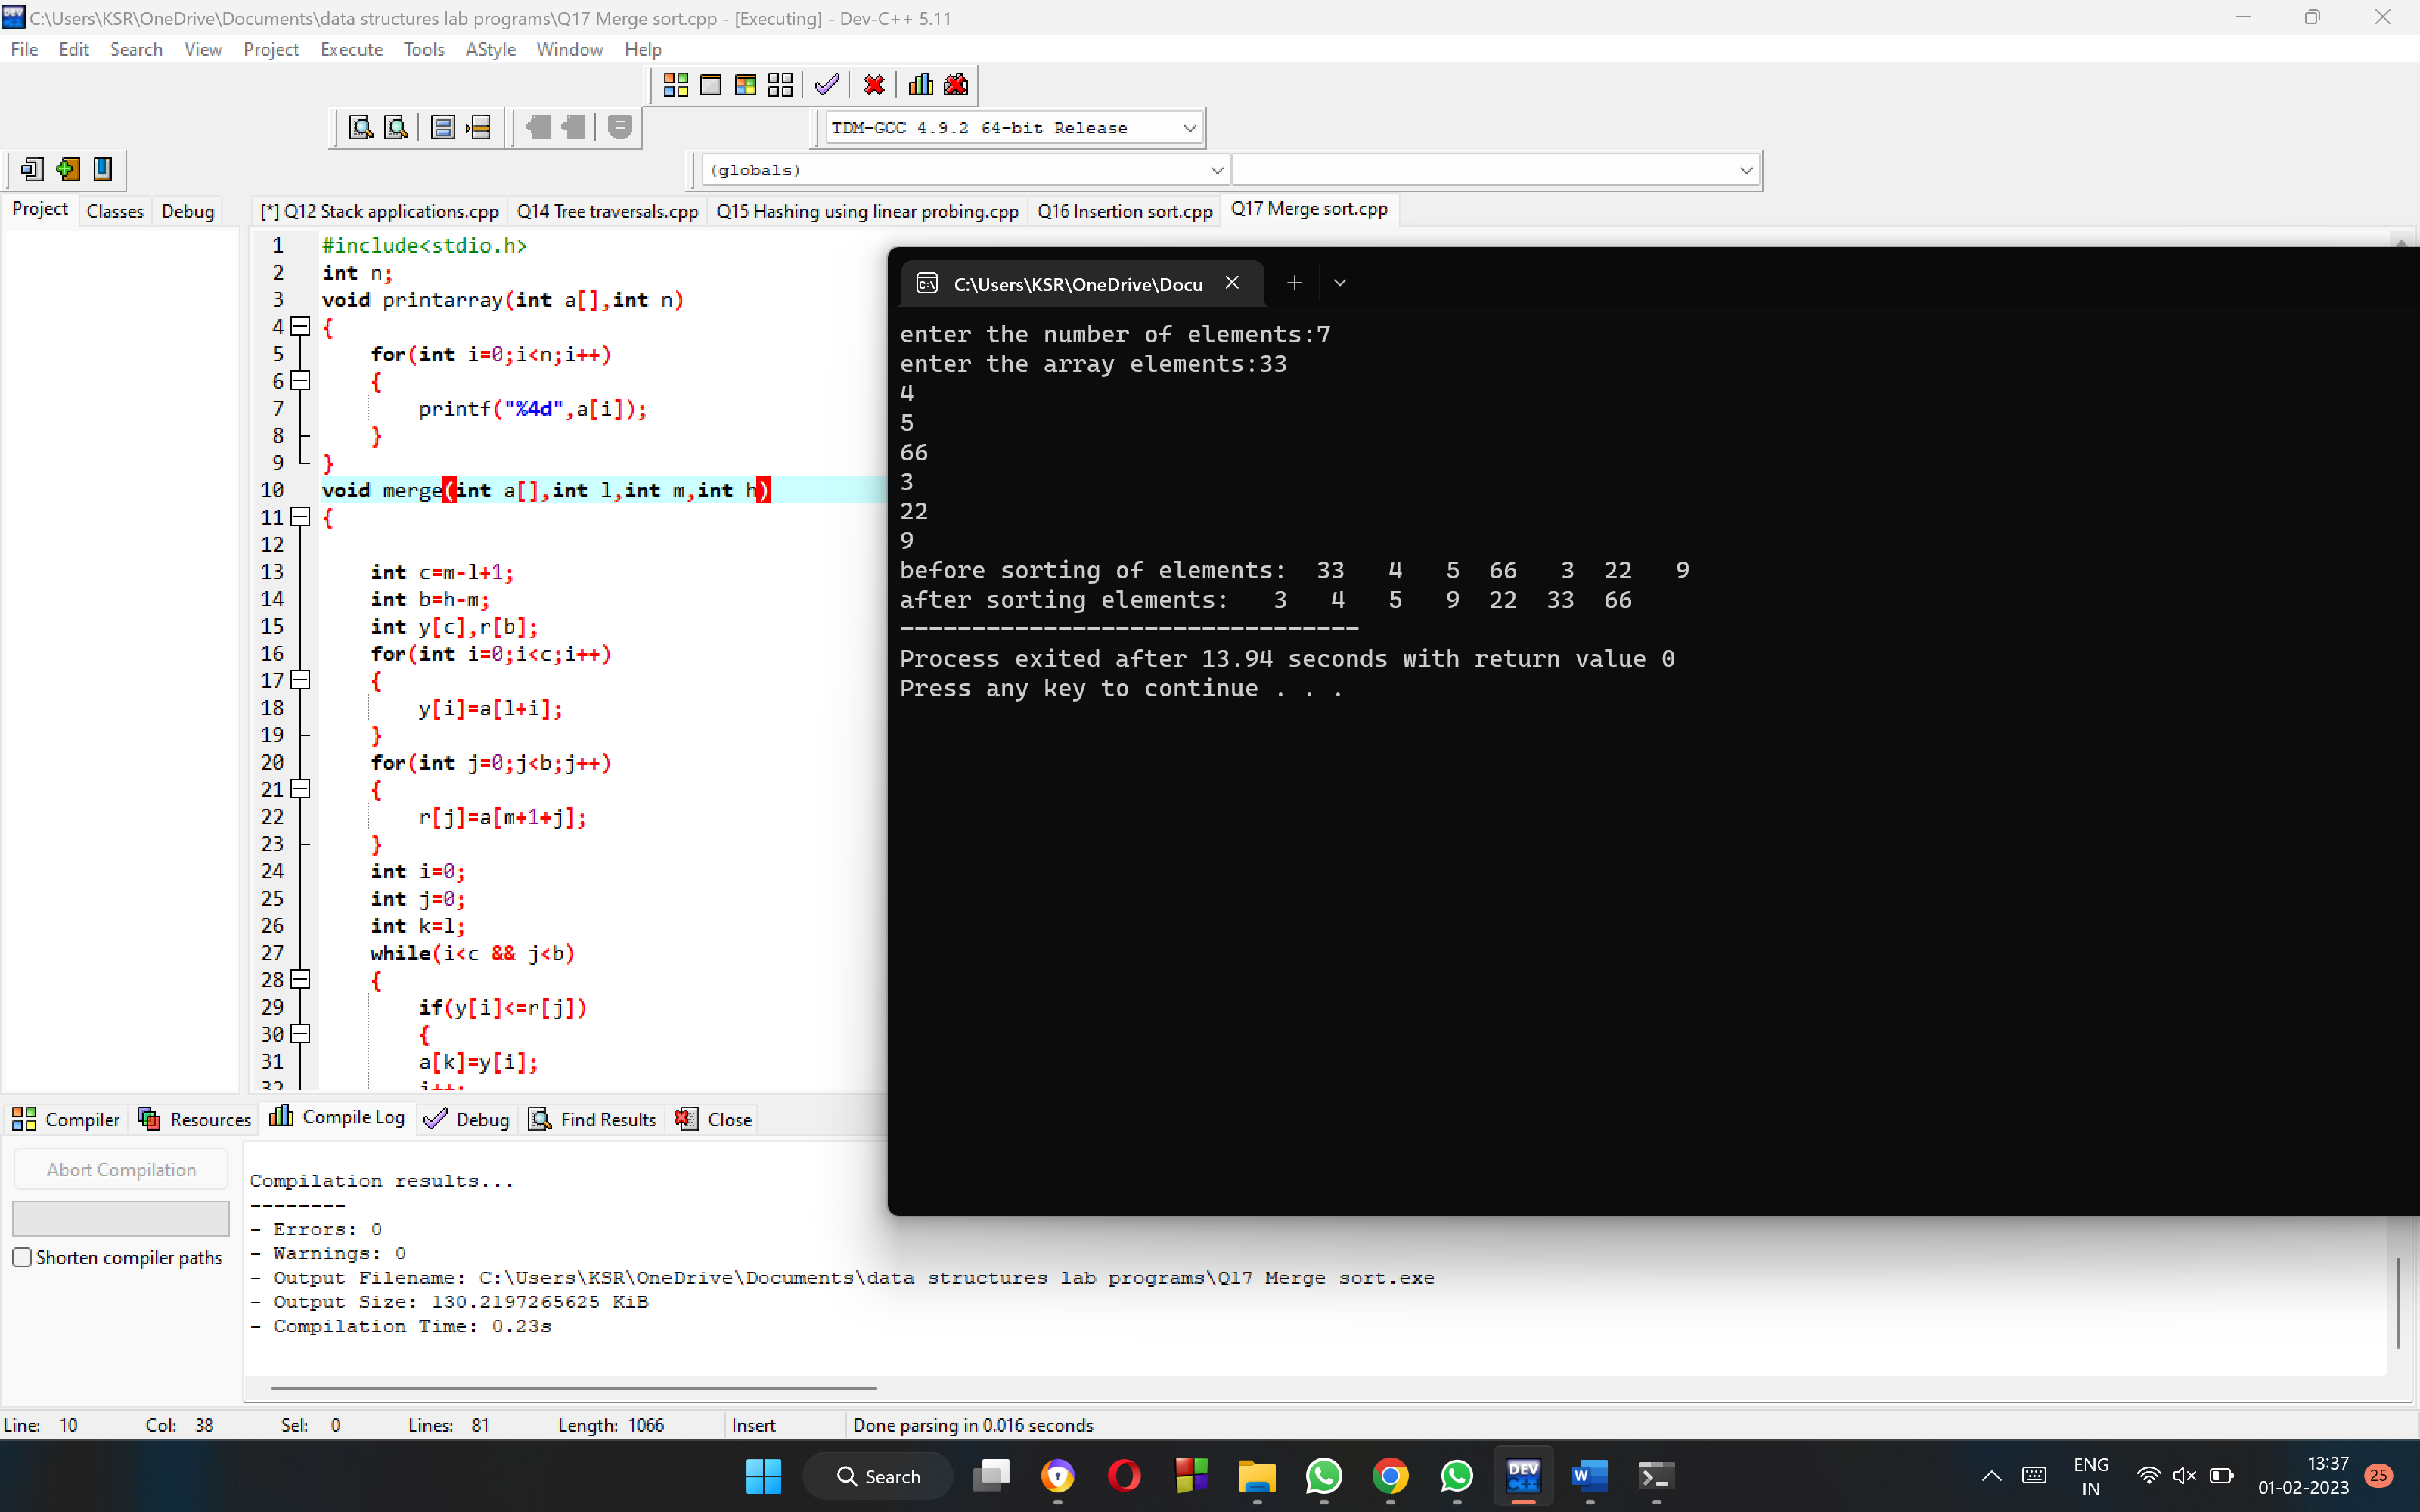 C:\Users\KSR\OneDrive\Documents\data structures lab programs\Q17 Merge sort.cpp - [Executing] - Dev-C++ 5.11
File Edit Search View Project Execute Tools AStyle Window Help
TDM-GCC 4.9.2 64-bit Release
(globals)
Project Classes Debug
[*] Q12 Stack applications.cpp Q14 Tree traversals.cpp Q15 Hashing using linear probing.cpp Q16 Insertion sort.cpp Q17 Merge sort.cpp
1 #include<stdio.h>
2 int n;
3 void printarray(int a[],int n)
4 {
5 for(int i=0;i<n;i++)
6 {
7 printf("%4d",a[i]);
8 }
9 }
10 void merge(int a[],int l,int m,int h)
11 {
12
13 int c=m-l+1;
14 int b=h-m;
15 int y[c],r[b];
16 for(int i=0;i<c;i++)
17 {
18 y[i]=a[l+i];
19 }
20 for(int j=0;j<b;j++)
21 {
22 r[j]=a[m+1+j];
23 }
24 int i=0;
25 int j=0;
26 int k=l;
27 while(i<c && j<b)
28 {
29 if(y[i]<=r[j])
30 {
31 a[k]=y[i];
32 i++;
C:\Users\KSR\OneDrive\Docu
enter the number of elements:7
enter the array elements:33
4
5
66
3
22
9
before sorting of elements:  33   4   5  66   3  22   9
after sorting elements:   3   4   5   9  22  33  66
--------------------------------
Process exited after 13.94 seconds with return value 0
Press any key to continue . . .
Compiler Resources Compile Log Debug Find Results Close
Abort Compilation
Shorten compiler paths
Compilation results...
--------
- Errors: 0
- Warnings: 0
- Output Filename: C:\Users\KSR\OneDrive\Documents\data structures lab programs\Q17 Merge sort.exe
- Output Size: 130.2197265625 KiB
- Compilation Time: 0.23s
Line: 10 Col: 38 Sel: 0 Lines: 81 Length: 1066 Insert Done parsing in 0.016 seconds
Search
DEV C++
W
ENG
IN
13:37
01-02-2023
25